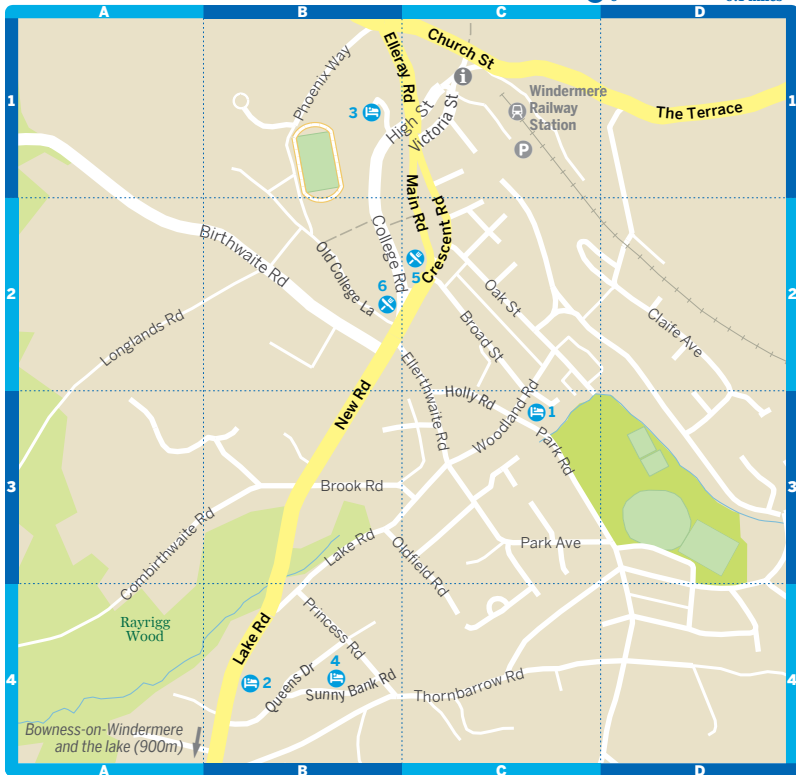 A
B
C
D
1
Phoenix Way
Elleray Rd
Church St
3
High St
Victoria St
i
Windermere
Railway
Station
P
The Terrace
1
Main Rd
Crescent Rd
2
Birthwaite Rd
Old College La
College Rd
5
6
Oak St
Broad St
Claife Ave
Longlands Rd
2
3
New Rd
Ellerthwaite Rd
Holly Rd
Woodland Rd
1
Park Rd
Brook Rd
Combirthwaite Rd
Lake Rd
Oldfield Rd
Park Ave
3
4
Rayrigg
Wood
Lake Rd
Princess Rd
2
Queens Dr
4
Sunny Bank Rd
Thornbarrow Rd
4
Bowness-on-Windermere
and the lake (900m)
A
B
C
D